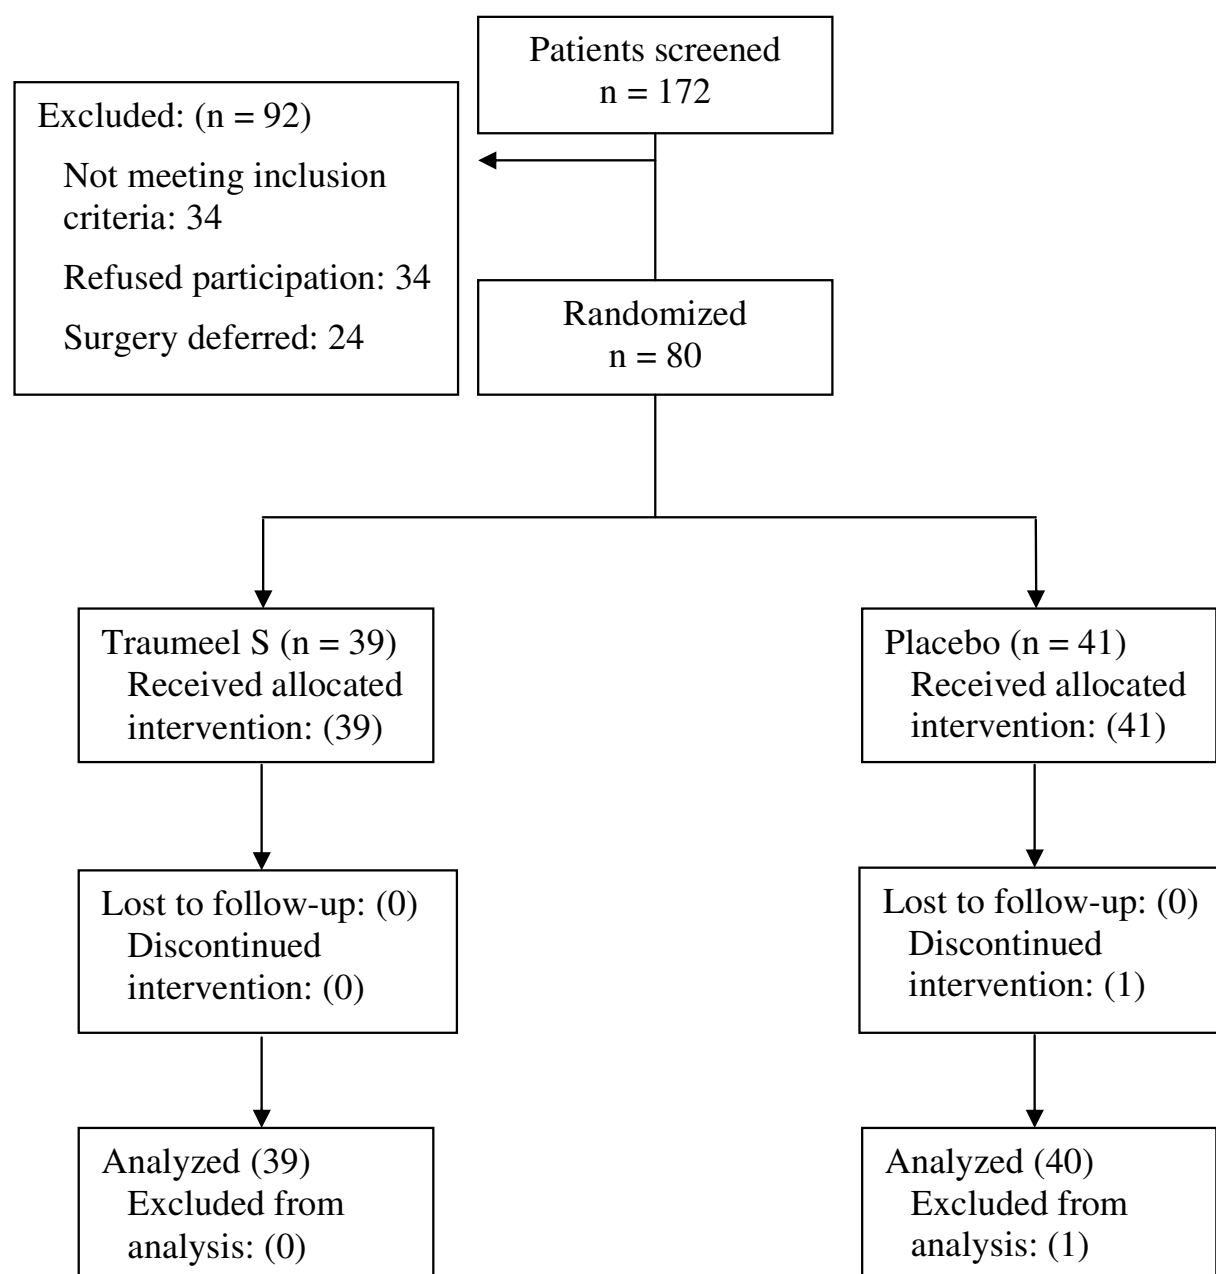 Patients screened
n = 172
Excluded: (n = 92)
Not meeting inclusion
criteria: 34
Refused participation: 34
Surgery deferred: 24
Randomized
n = 80
Traumeel S (n = 39)
Received allocated
intervention: (39)
Placebo (n = 41)
Received allocated
intervention: (41)
Lost to follow-up: (0)
Discontinued
intervention: (0)
Lost to follow-up: (0)
Discontinued
intervention: (1)
Analyzed (39)
Excluded from
analysis: (0)
Analyzed (40)
Excluded from
analysis: (1)